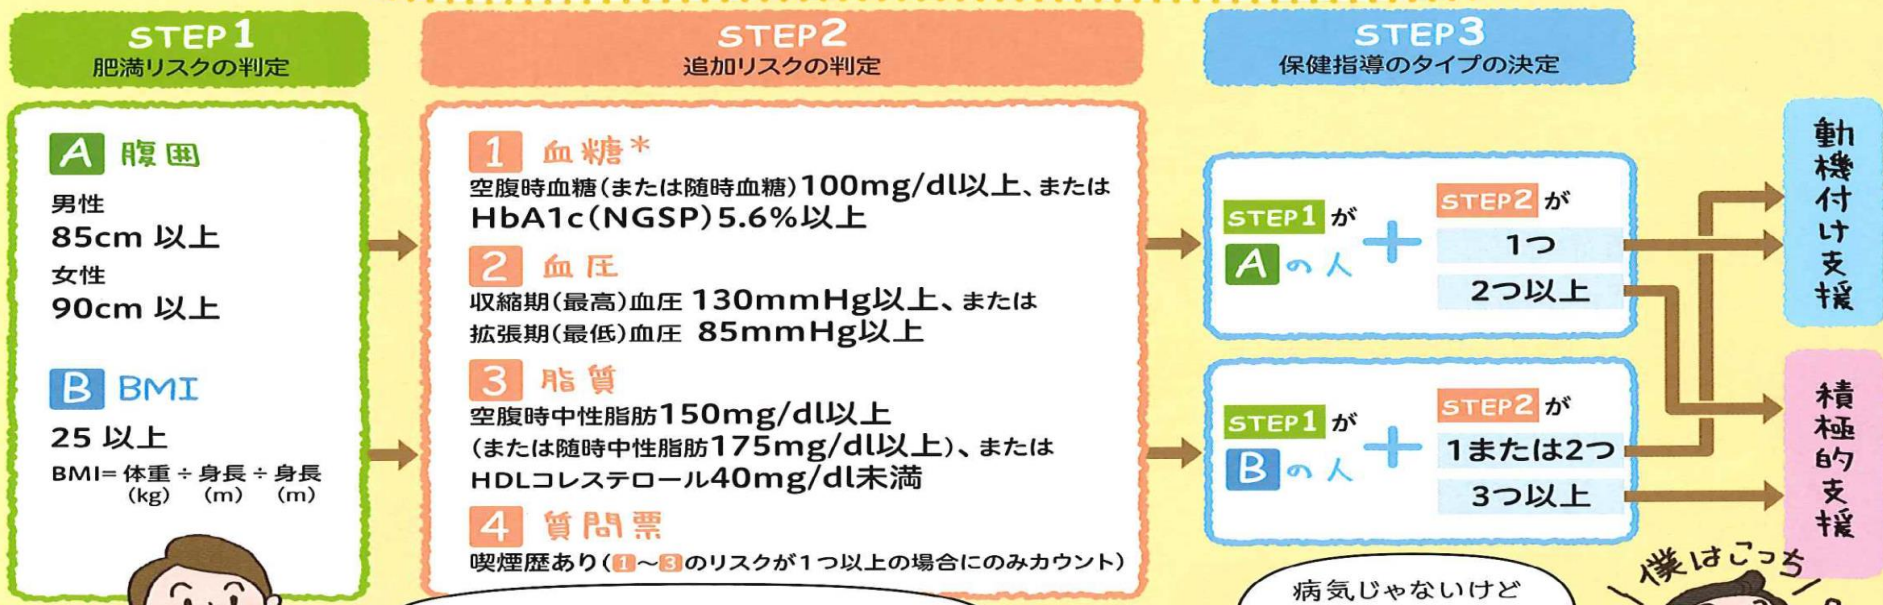 STEP1
肥満リスクの判定
A 腹囲
男性
85cm 以上
女性
90cm 以上
B BMI
25 以上
BMI= 体重 ÷ 身長 ÷ 身長
(kg) (m) (m)
STEP2
追加リスクの判定
1 血糖*
空腹時血糖(または随時血糖)100mg/dl以上、または
HbA1c(NGSP)5.6%以上
2 血圧
収縮期(最高)血圧 130mmHg以上、または
拡張期(最低)血圧 85mmHg以上
3 脂質
空腹時中性脂肪150mg/dl以上
(または随時中性脂肪175mg/dl以上)、または
HDLコレステロール40mg/dl未満
4 質問票
喫煙歴あり(1~3のリスクが1つ以上の場合にのみカウント)
STEP3
保健指導のタイプの決定
STEP1が
Aの人
+
STEP2が
1つ
2つ以上
STEP1が
Bの人
+
STEP2が
1または2つ
3つ以上
動機付け支援
積極的支援
病気じゃないけど
僕はこっち